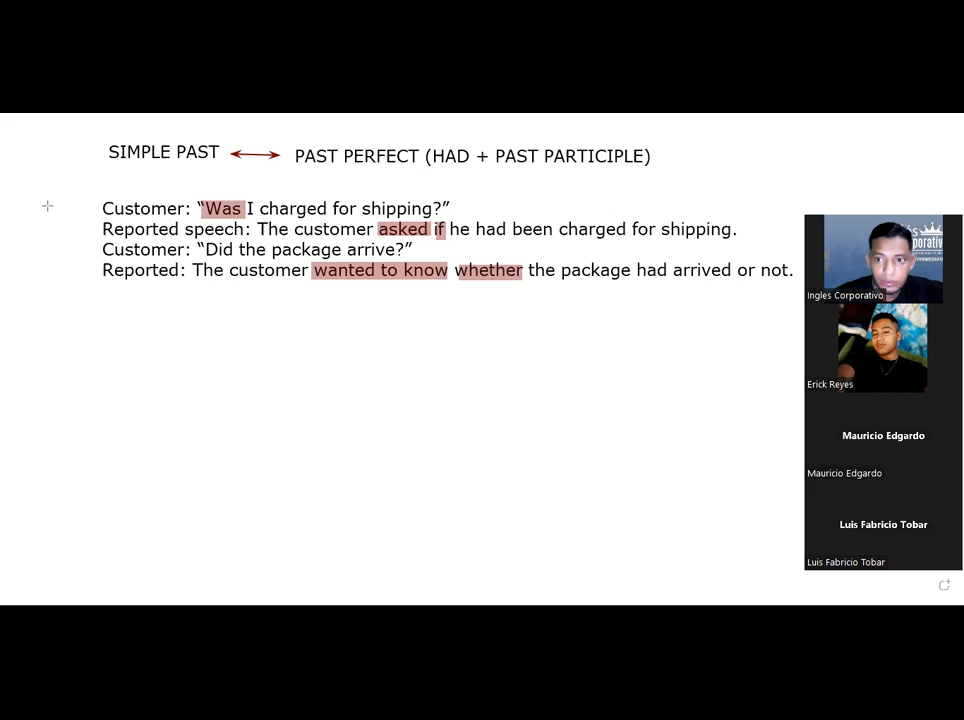 SIMPLE PAST
PAST PERFECT (HAD + PAST PARTICIPLE)
Customer: “Was I charged for shipping?”
Reported speech: The customer asked if he had been charged for shipping.
Customer: “Did the package arrive?”
Reported: The customer wanted to know whether the package had arrived or not.
Ingles Corporativo
Erick Reyes
Mauricio Edgardo
Mauricio Edgardo
Luis Fabricio Tobar
Luis Fabricio Tobar